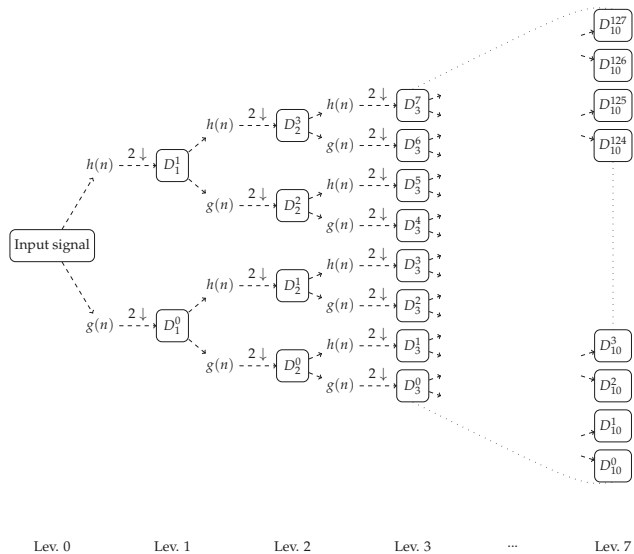 D_{10}^{127}
D_{10}^{126}
2 ↓ D_3^7 D_{10}^{125}
h(n)
2 ↓ D_2^3
h(n) 2 ↓ D_3^6 D_{10}^{124}
g(n)
2 ↓ D_1^1
h(n) 2 ↓ D_3^5
h(n)
2 ↓ D_2^2
g(n) 2 ↓ D_3^4
g(n)
Input signal
2 ↓ D_3^3
h(n)
2 ↓ D_2^1
h(n) 2 ↓ D_3^2
g(n)
2 ↓ D_1^0
g(n) 2 ↓ D_3^1 D_{10}^3
h(n)
2 ↓ D_2^0
g(n) 2 ↓ D_3^0 D_{10}^2
g(n)
D_{10}^1
D_{10}^0
Lev. 0 Lev. 1 Lev. 2 Lev. 3 ... Lev. 7